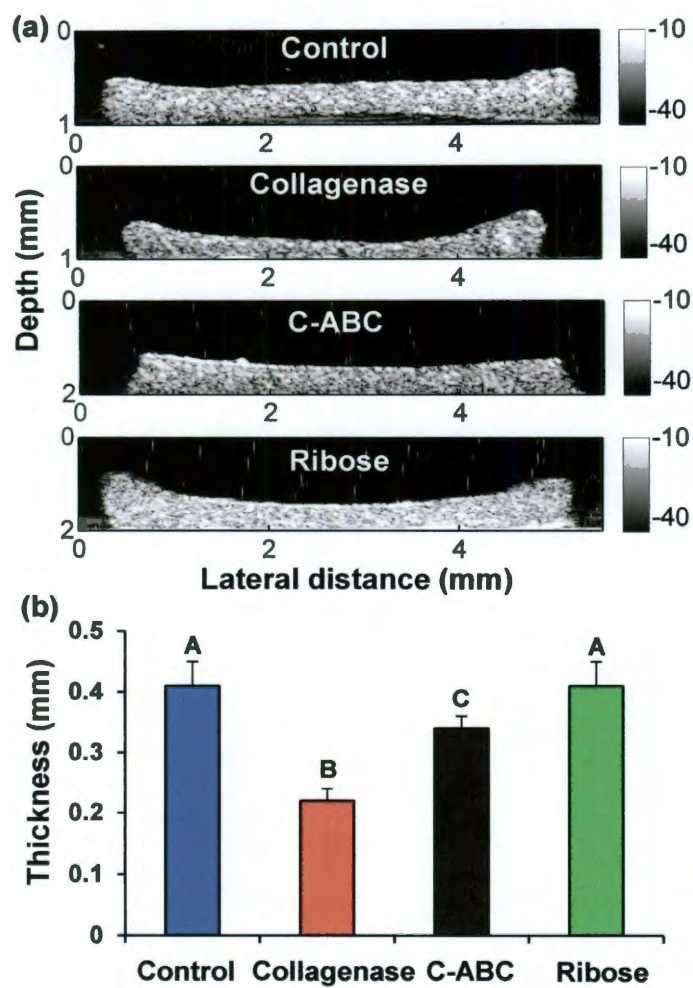 (a)
0
1
Control
2
4
-10
-40
0
1
Collagenase
0
2
4
-10
-40
0
2
C-ABC
0
2
4
-10
-40
0
2
Ribose
0
2
4
-10
-40
Depth (mm)
Lateral distance (mm)
(b)
Thickness (mm)
0.5
0.4
0.3
0.2
0.1
0
A
B
C
A
Control Collagenase C-ABC Ribose